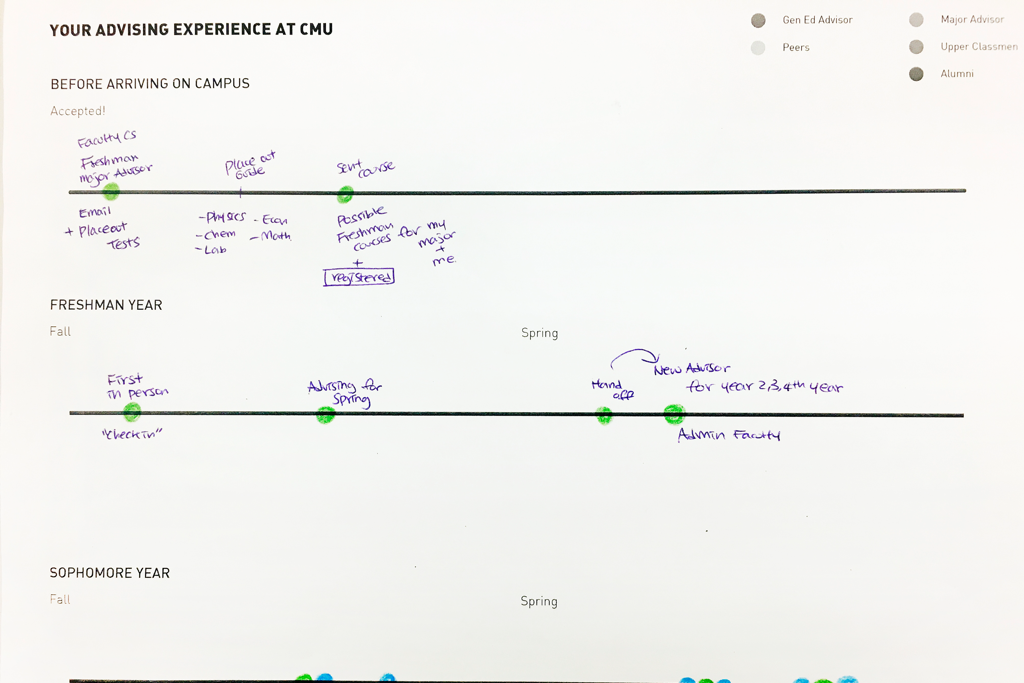 YOUR ADVISING EXPERIENCE AT CMU
Gen Ed Advisor
Major Advisor
Peers
Upper Classmen
Alumni
BEFORE ARRIVING ON CAMPUS
Accepted!
Faculty CS
Freshman
major Advisor
Place out
Guide
Sent
course
Email
+ Placeout
Tests
-Physics
-Chem
-Lab
-Econ
-Math
Possible
Freshman
courses for my
major
+
me
+
registered
FRESHMAN YEAR
Fall
Spring
First
in person
"checkin"
Advising for
Spring
Hand
off
New Advisor
for year 2,3,4th year
Admin Faculty
SOPHOMORE YEAR
Fall
Spring